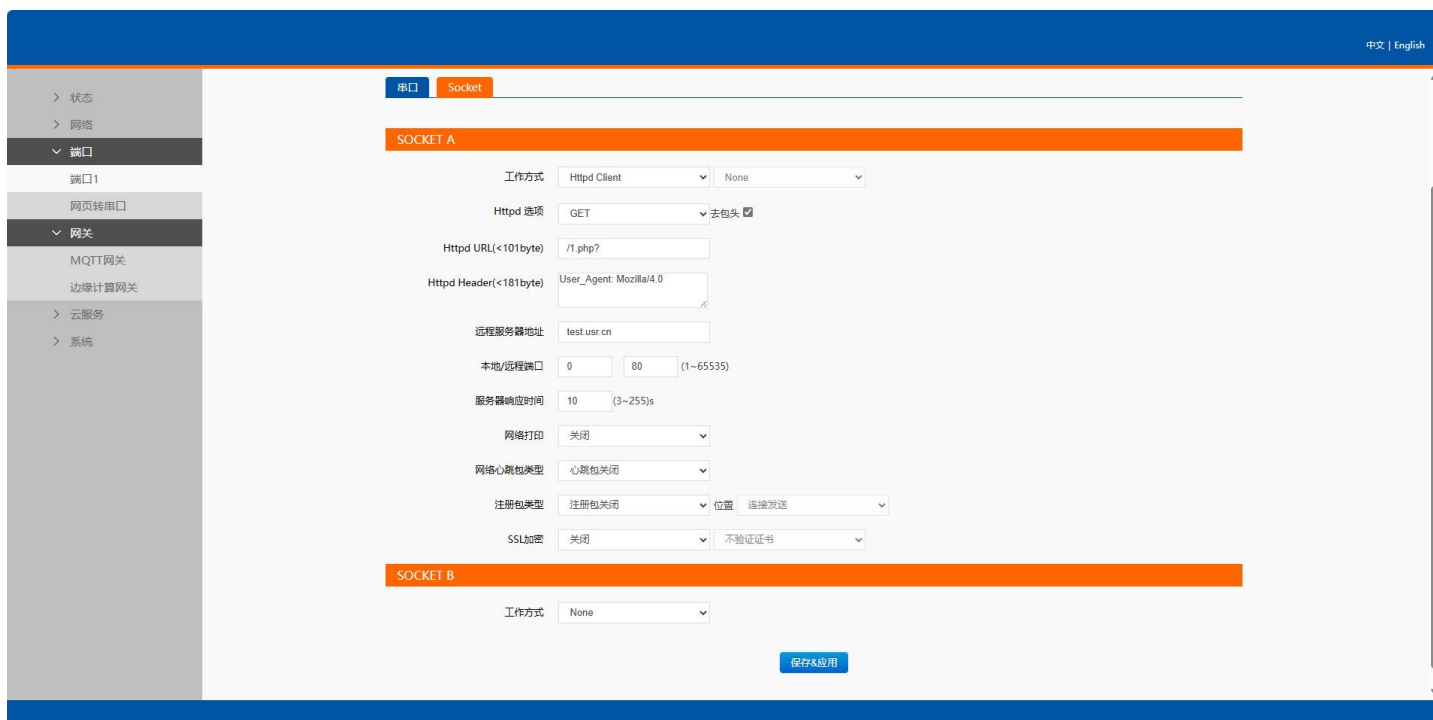 中文 | English
状态
网络
端口
端口1
网页转串口
网关
MQTT网关
边缘计算网关
云服务
系统
串口 Socket
SOCKET A
工作方式 Httpd Client None
Httpd 选项 GET 去包头
Httpd URL(<101byte) /1.php?
Httpd Header(<181byte) User_Agent: Mozilla/4.0
远程服务器地址 test.usr.cn
本地/远程端口 0 80 (1~65535)
服务器响应时间 10 (3~255)s
网络打印 关闭
网络心跳包类型 心跳包关闭
注册包类型 注册包关闭 位置 连接发送
SSL加密 关闭 不验证证书
SOCKET B
工作方式 None
保存&应用